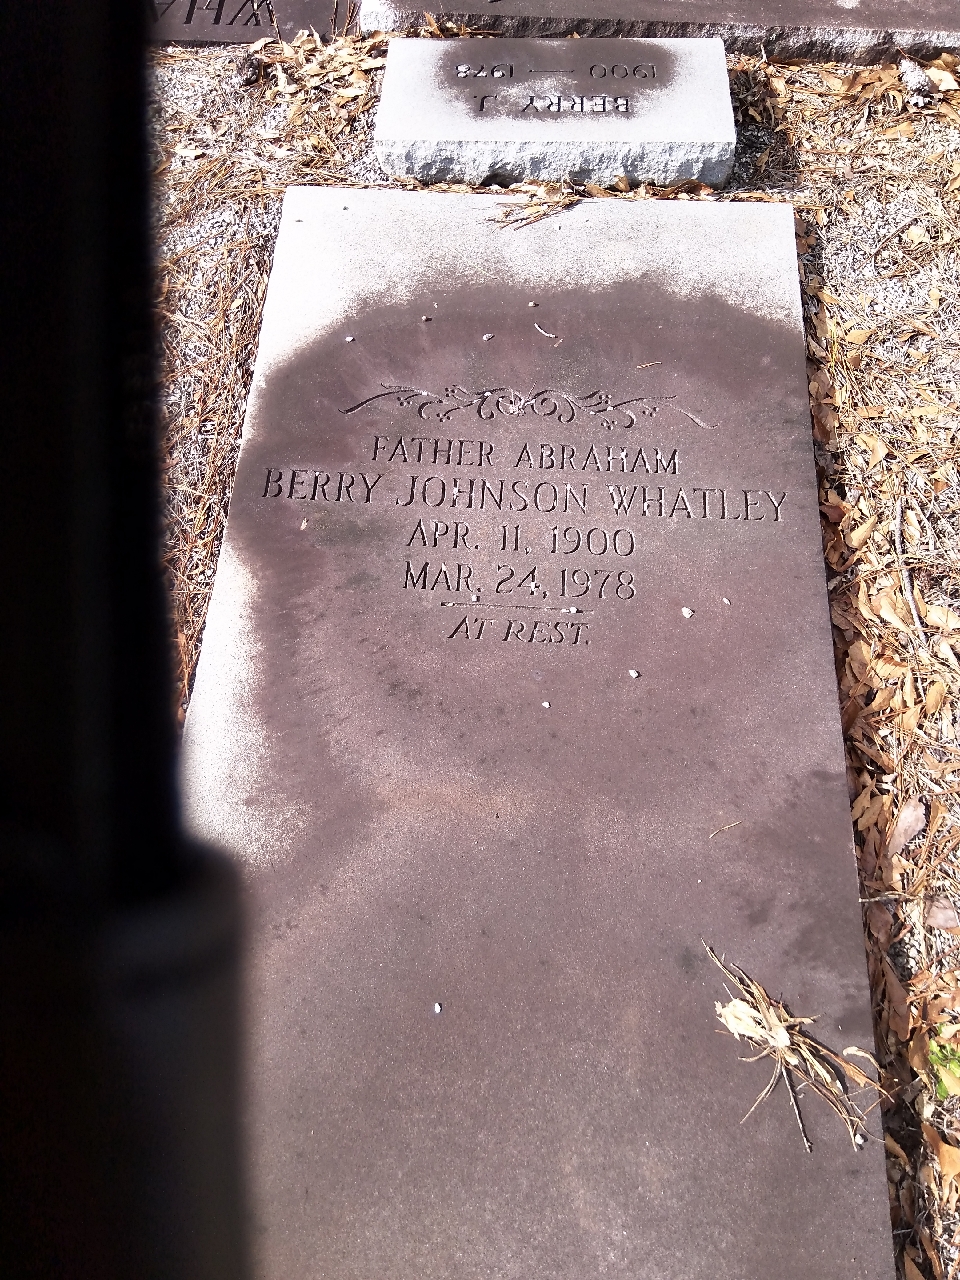 BERRY J.
1900 — 1978
FATHER ABRAHAM
BERRY JOHNSON WHATLEY
APR. 11, 1900
MAR. 24, 1978
AT REST.